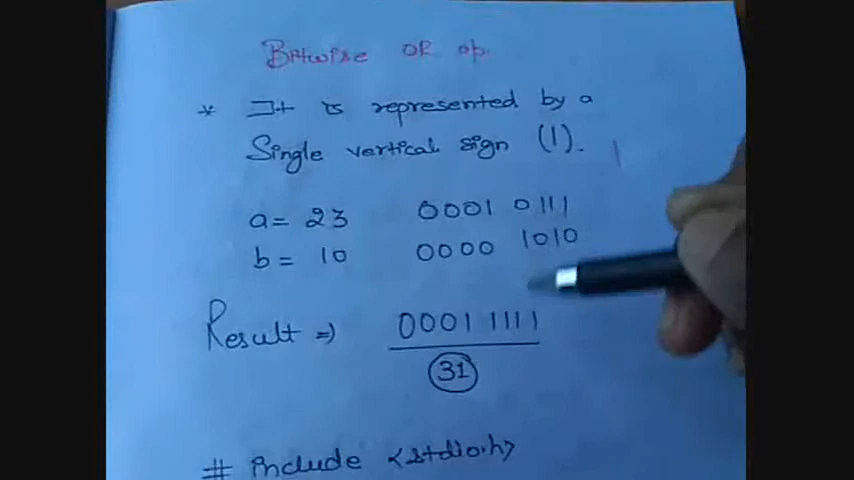 Bitwise OR op.
* It is represented by a
Single vertical sign (|). |
a = 23 0001 0111
b = 10 0000 1010
Result => 0001 1111
31
# include <stdio.h>